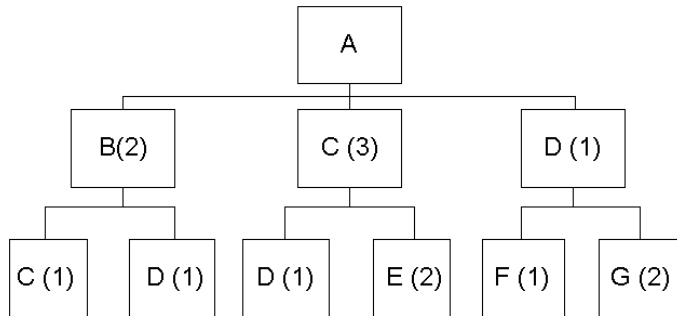 A
B(2)
C (3)
D (1)
C (1)
D (1)
D (1)
E (2)
F (1)
G (2)